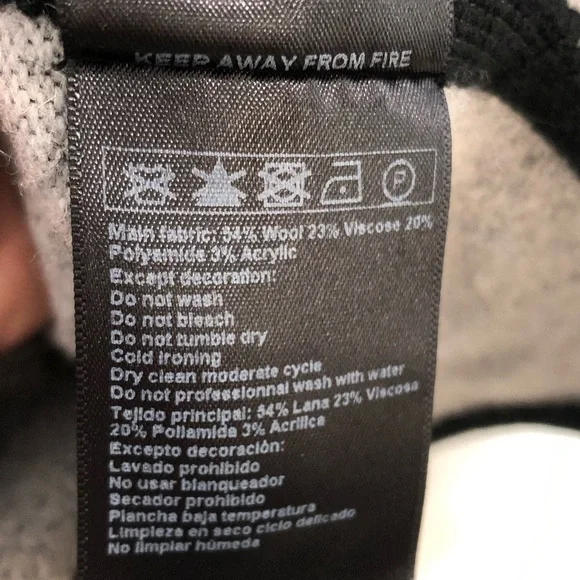 KEEP AWAY FROM FIRE
P
Main fabric: 54% Wool 23% Viscose 20%
Polyamide 3% Acrylic
Except decoration:
Do not wash
Do not bleach
Do not tumble dry
Cold ironing
Dry clean moderate cycle
Do not professionnal wash with water
Tejido principal: 54% Lana 23% Viscosa
20% Poliamida 3% Acrílica
Excepto decoración:
Lavado prohibido
No usar blanqueador
Secador prohibido
Plancha baja temperatura
Limpieza en seco ciclo delicado
No limpiar húmeda